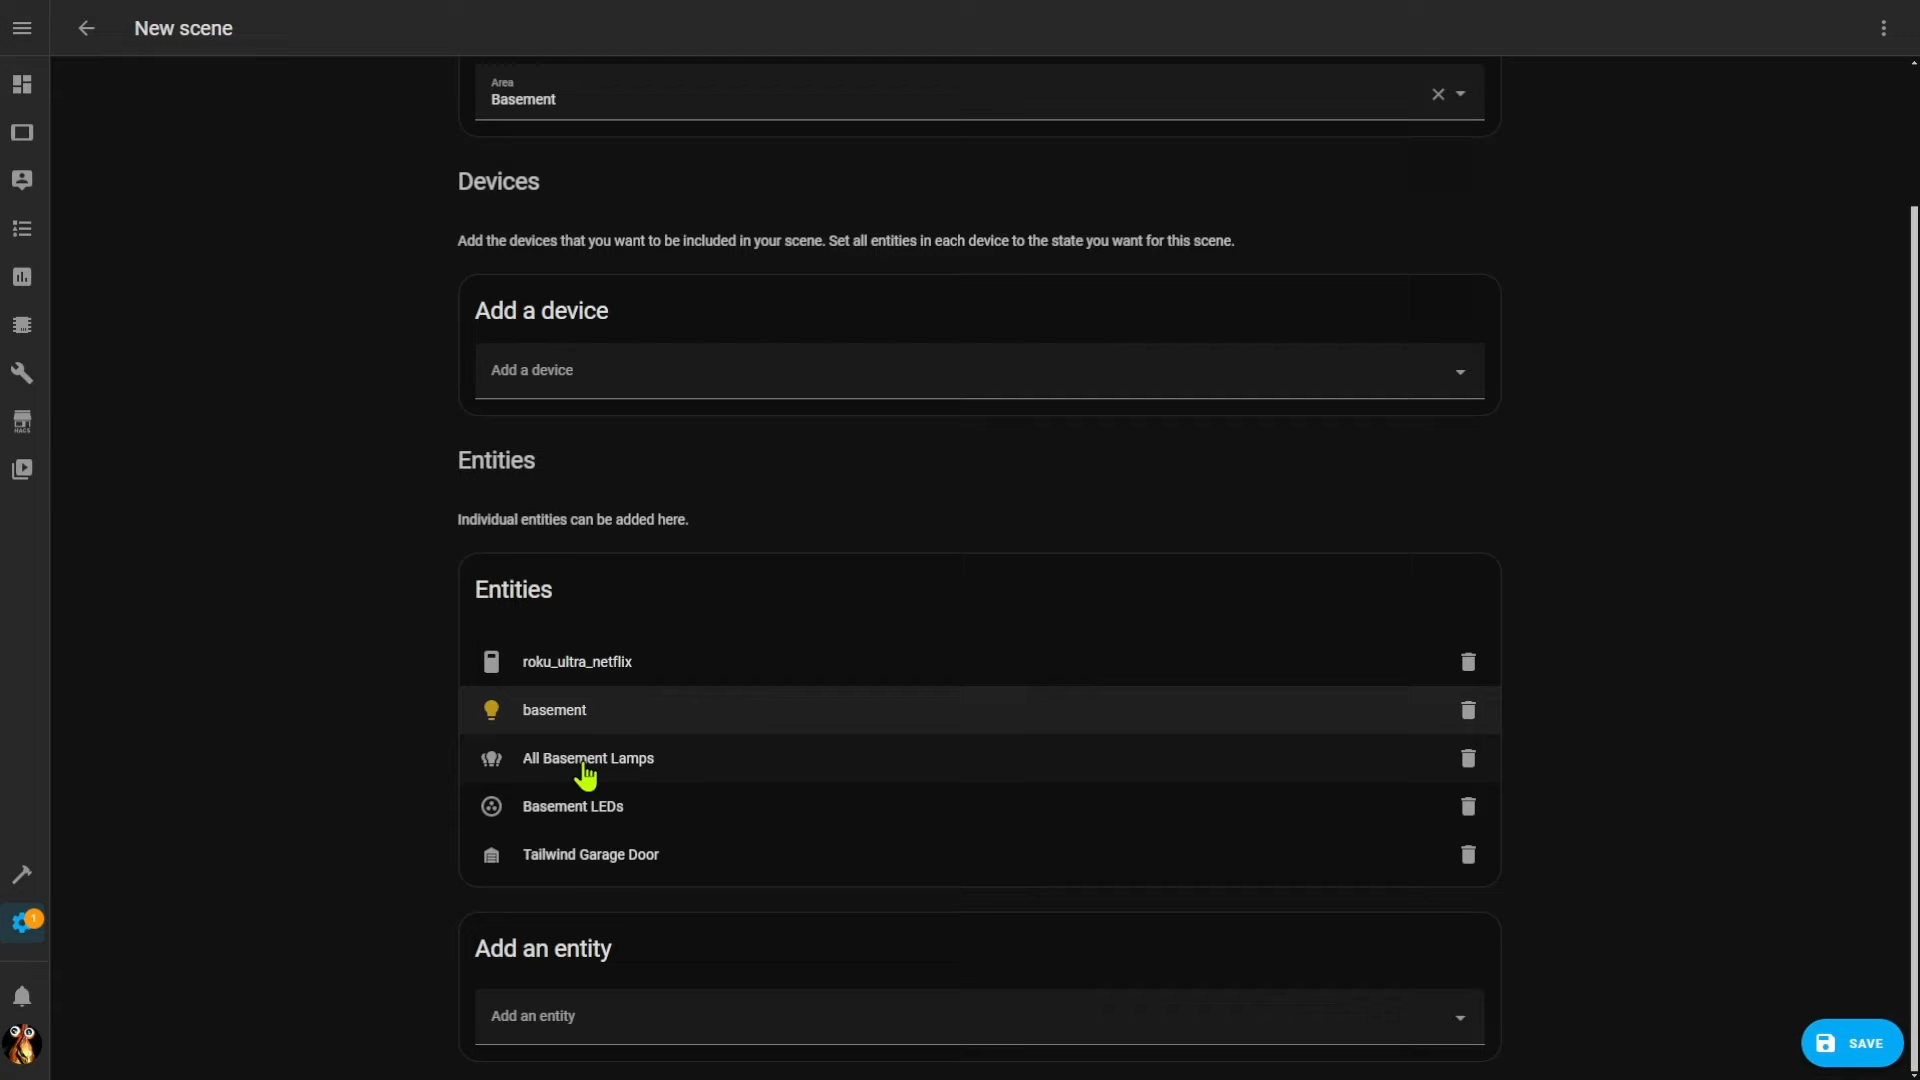 New scene
Area
Basement
Devices
Add the devices that you want to be included in your scene. Set all entities in each device to the state you want for this scene.
Add a device
Add a device
Entities
Individual entities can be added here.
Entities
roku_ultra_netflix
basement
All Basement Lamps
Basement LEDs
Tailwind Garage Door
Add an entity
Add an entity
HACS
1
SAVE